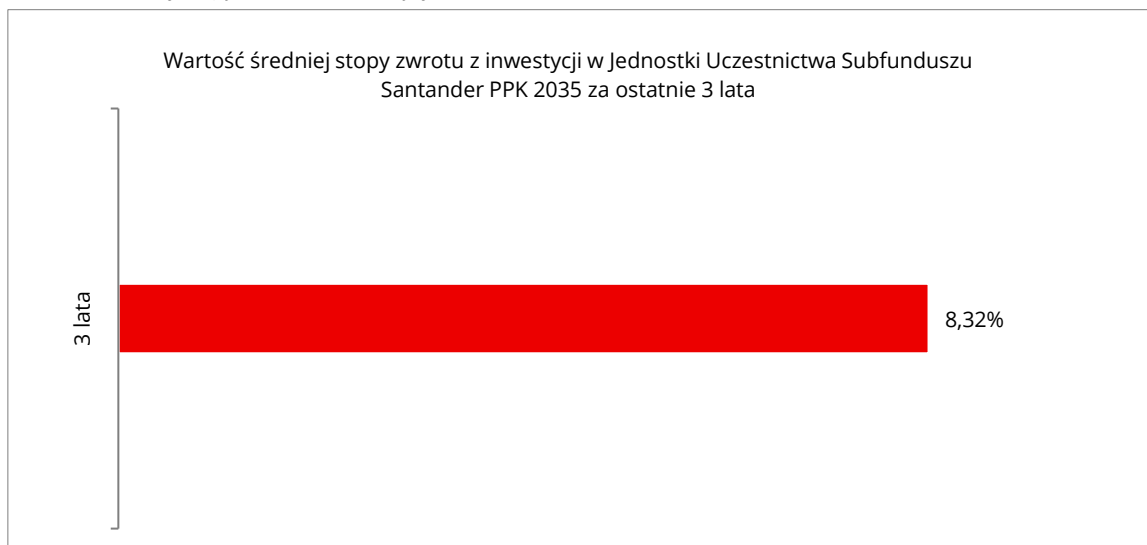 Wartość średniej stopy zwrotu z inwestycji w Jednostki Uczestnictwa Subfunduszu
Santander PPK 2035 za ostatnie 3 lata
3 lata
8,32%